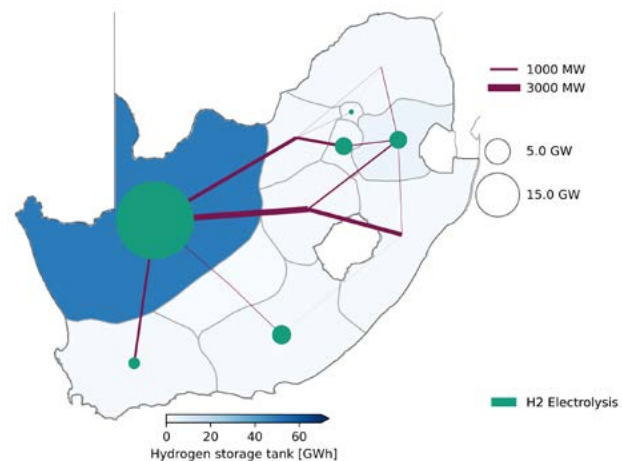 1000 MW
3000 MW
5.0 GW
15.0 GW
H2 Electrolysis
0 20 40 60
Hydrogen storage tank [GWh]